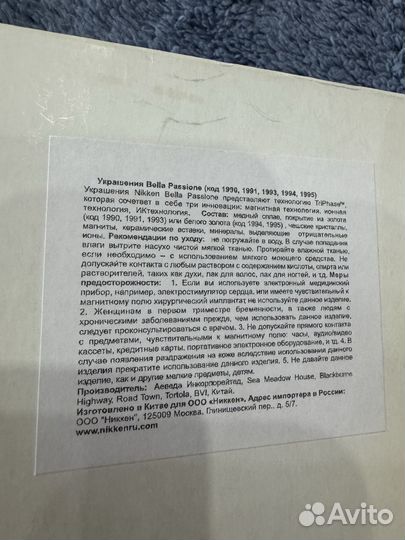 Украшения Bella Passione (код 1990, 1991, 1993, 1994, 1995)
Украшения Nikken Bella Passione представляют технологию TriPhase™,
которая сочетает в себе три инновации: магнитная технология, ионная
технология, ИКтехнология. Состав: медный сплав, покрытие из золота
(код 1990, 1991, 1993) или белого золота (код 1994, 1995) , чешские кристаллы,
магниты, керамические вставки, минералы, выделяющие отрицательные
ионы. Рекомендации по уходу: не погружайте в воду. В случае попадания
влаги вытрите насухо чистой мягкой тканью. Протирайте влажной тканью,
если необходимо – с использованием мягкого моющего средства. Не
допускайте контакта с любым раствором с содержанием кислоты, спирта или
растворителей, таких как духи, лак для волос, лак для ногтей, и т.д. Меры
предосторожности: 1. Если вы используете электронный медицинский
прибор, например, электростимулятор сердца, или имеете чувствительный к
магнитному полю хирургический имплантат не используйте данное изделие.
2. Женщинам в первом триместре беременности, а также людям с
хроническими заболеваниями прежде, чем использовать данное изделие,
следует проконсультироваться с врачом. 3. Не допускайте прямого контакта
с предметами, чувствительными к магнитному полю: часы, аудио/видео
кассеты, кредитные карты, портативное электронное оборудование, и тд. 4. В
случае появления раздражения на коже вследствие использования данного
изделия прекратите использование данного изделия. 5. Не давайте данное
изделие, как и другие мелкие предметы, детям.
Производитель: Аеведа Инкорпорейтед, Sea Meadow House, Blackburne
Highway, Road Town, Tortola, BVI, Китай.
Изготовлено в Китае для ООО «Никкен». Адрес импортера в России:
ООО "Никкен", 125009 Москва, Глинищевский пер., д. 5/7.
www.nikkenru.com
Avito